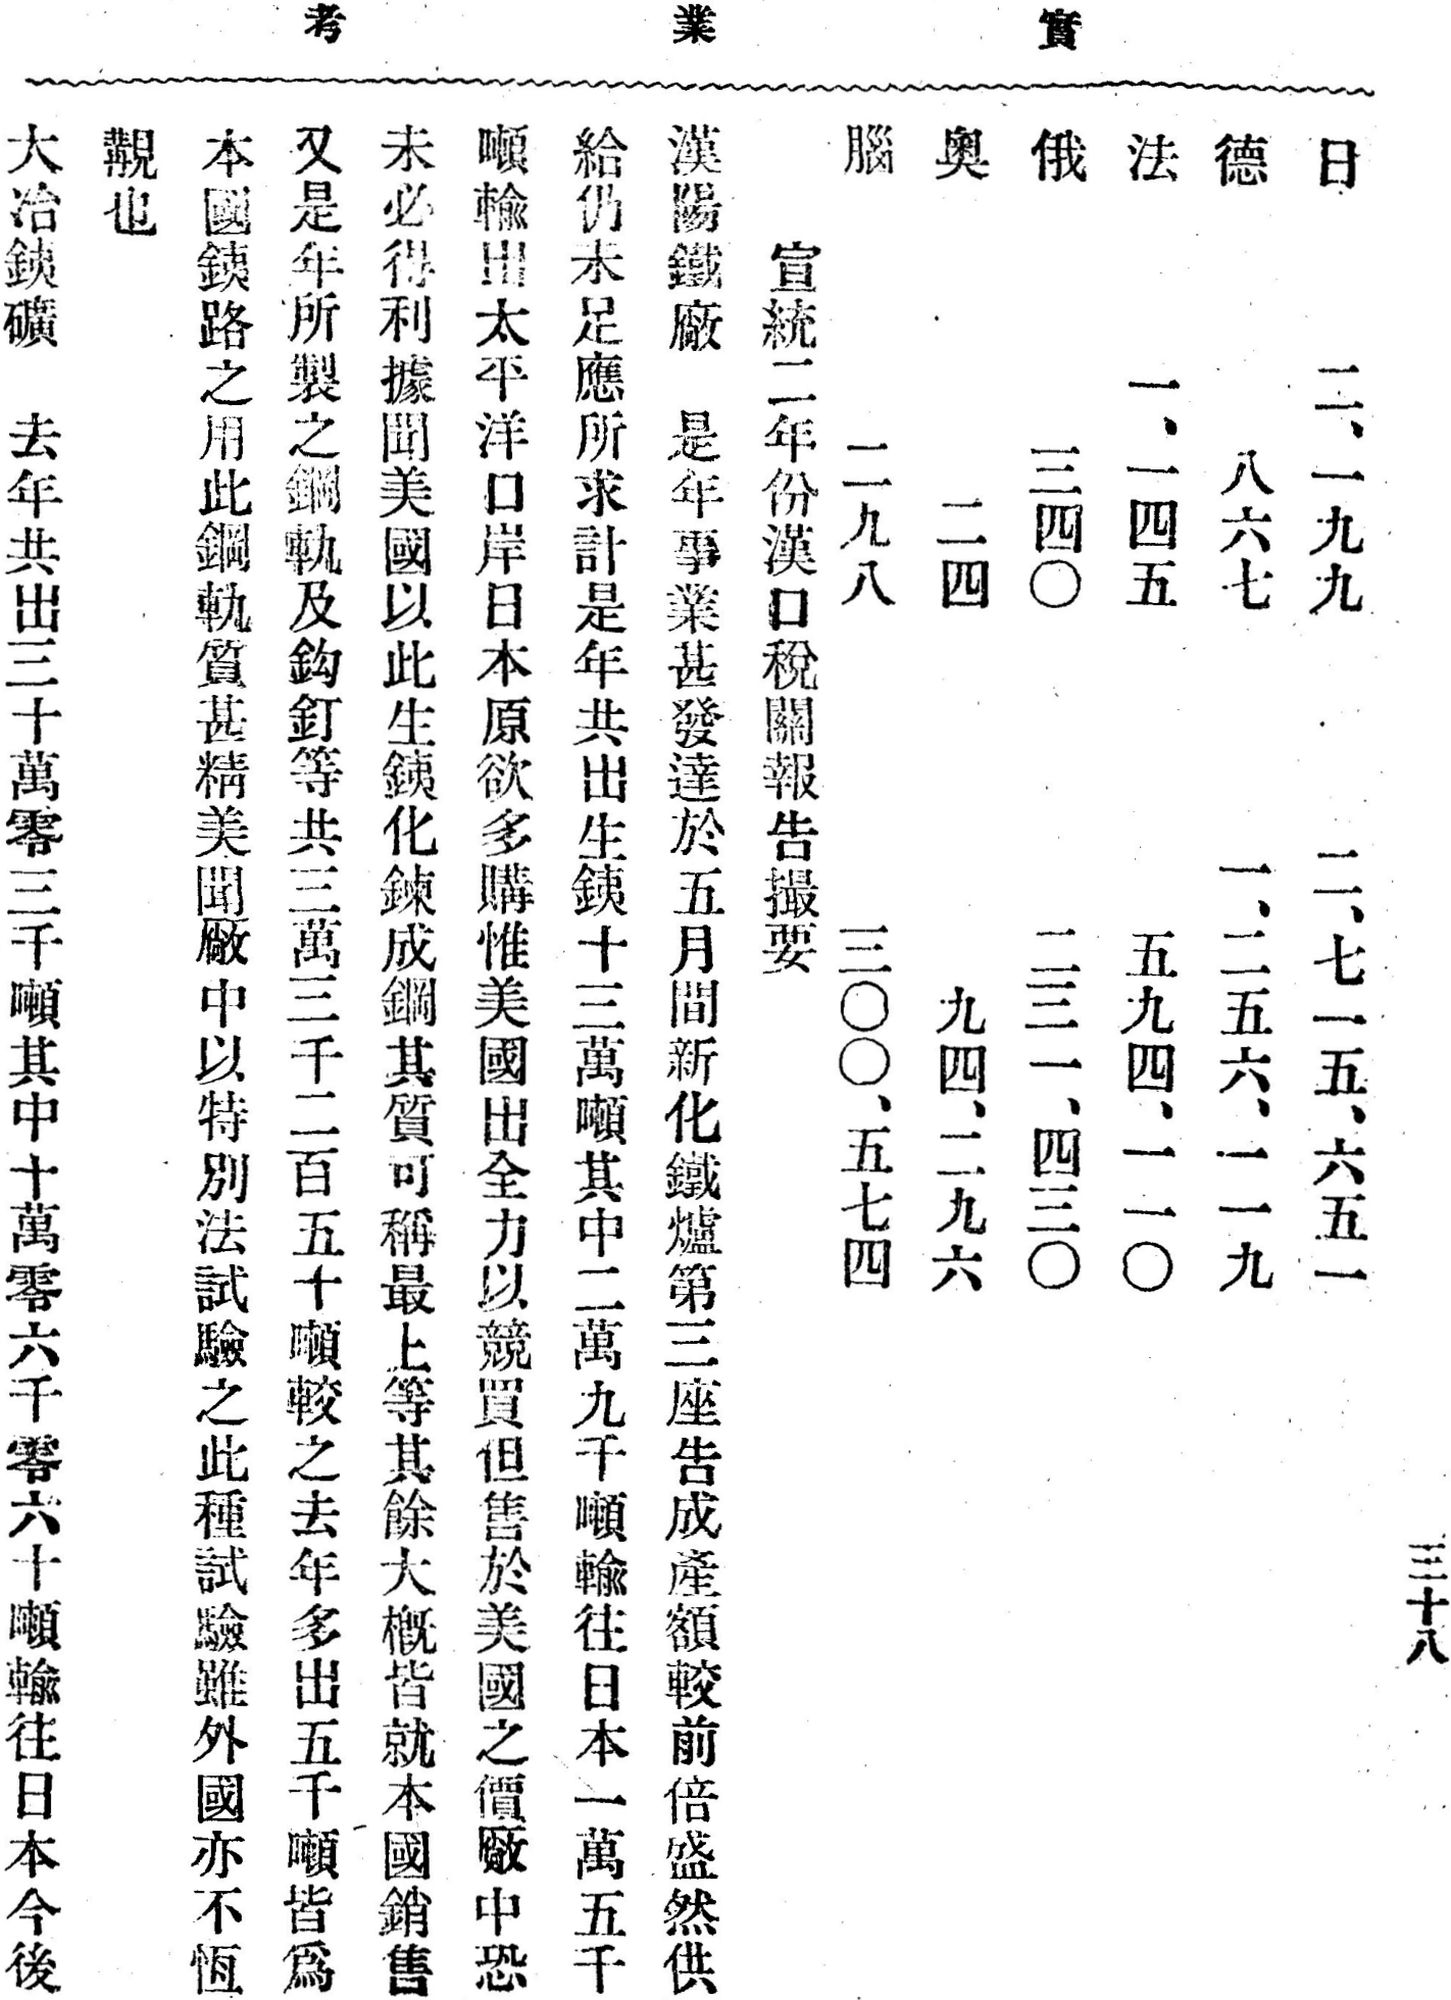 實業考
三十八
日　二、一九九　二、七一五、六五一
德　八六七　一、二五六、一一九
法　一、一四五　五九四、一一〇
俄　三四〇　二三一、四三〇
奧　二四　九四、二九六
腦　二九八　三〇〇、五七四
宣統二年份漢口稅關報告撮要
漢陽鐵廠　是年事業甚發達於五月間新化鐵爐第三座告成產額較前倍盛然供
給仍未足應所求計是年共出生銕十三萬噸其中二萬九千噸輸往日本一萬五千
噸輸出太平洋口岸日本原欲多購惟美國出全力以競買但售於美國之價廠中恐
未必得利據聞美國以此生銕化鍊成鋼其質可稱最上等其餘大槪皆就本國銷售
又是年所製之鋼軌及鈎釘等共三萬三千二百五十噸較之去年多出五千噸皆爲
本國銕路之用此鋼軌質甚精美聞廠中以特別法試驗之此種試驗雖外國亦不恆
覩也
大冶銕礦　去年共出三十萬零三千噸其中十萬零六千零六十噸輸往日本今後